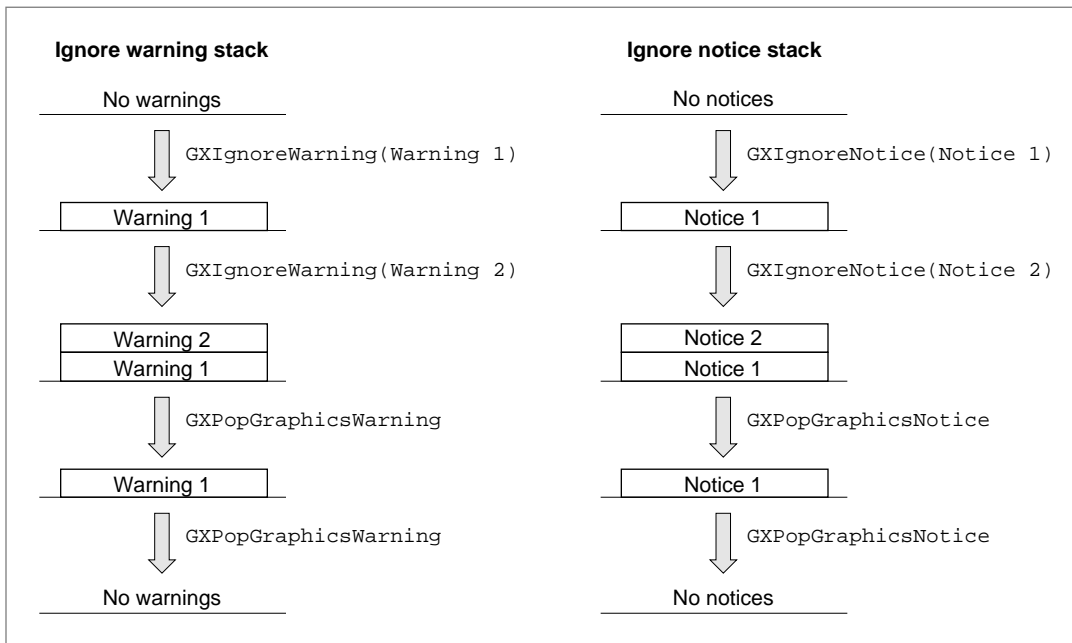 Ignore warning stack
No warnings
GXIgnoreWarning(Warning 1)
Warning 1
GXIgnoreWarning(Warning 2)
Warning 2
Warning 1
GXPopGraphicsWarning
Warning 1
GXPopGraphicsWarning
No warnings
Ignore notice stack
No notices
GXIgnoreNotice(Notice 1)
Notice 1
GXIgnoreNotice(Notice 2)
Notice 2
Notice 1
GXPopGraphicsNotice
Notice 1
GXPopGraphicsNotice
No notices